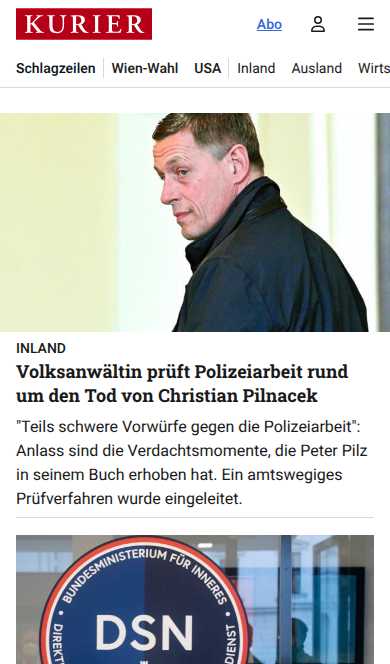 KURIER
Abo
Schlagzeilen Wien-Wahl USA Inland Ausland Wirts
INLAND
Volksanwältin prüft Polizeiarbeit rund
um den Tod von Christian Pilnacek
"Teils schwere Vorwürfe gegen die Polizeiarbeit":
Anlass sind die Verdachtsmomente, die Peter Pilz
in seinem Buch erhoben hat. Ein amtswegiges
Prüfverfahren wurde eingeleitet.
BUNDESMINISTERIUM FÜR INNERES
DSN
DIREKT
DIENST